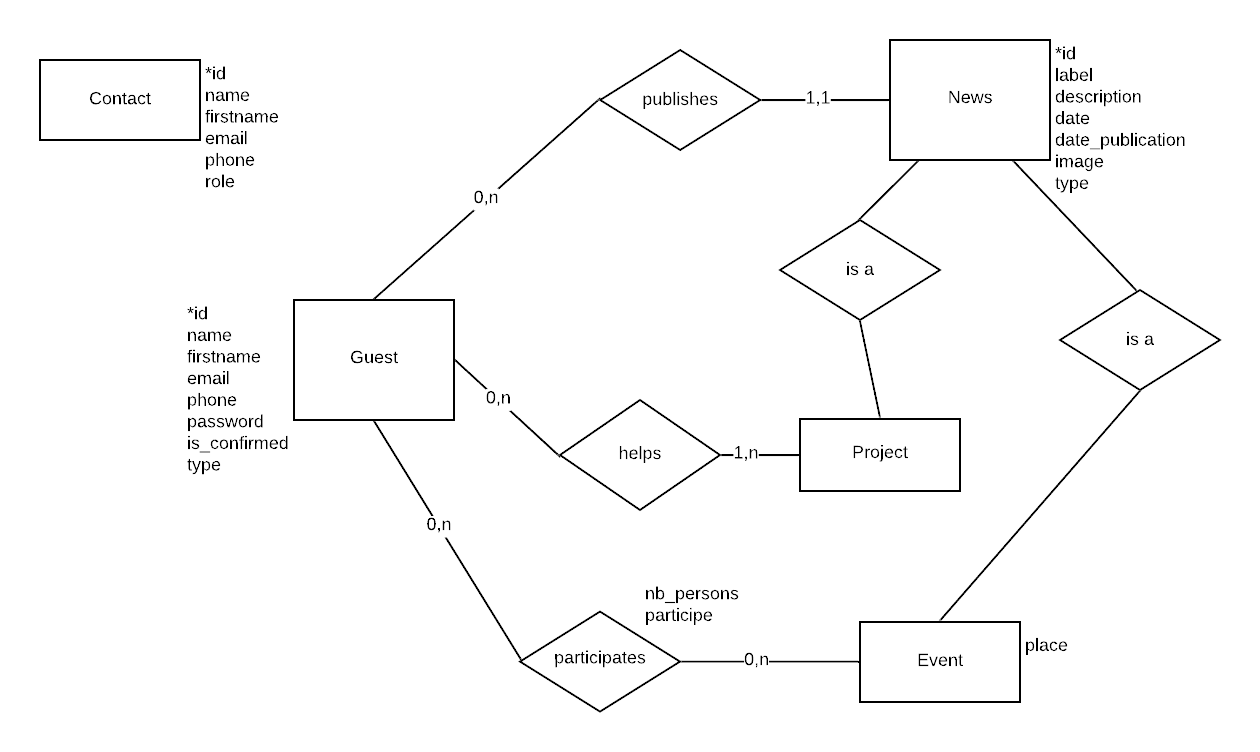 Contact
*id
name
firstname
email
phone
role
publishes
1,1
News
*id
label
description
date
date_publication
image
type
0,n
is a
is a
*id
name
firstname
email
phone
password
is_confirmed
type
Guest
0,n
helps
1,n
Project
0,n
nb_persons
participe
participates
0,n
Event
place